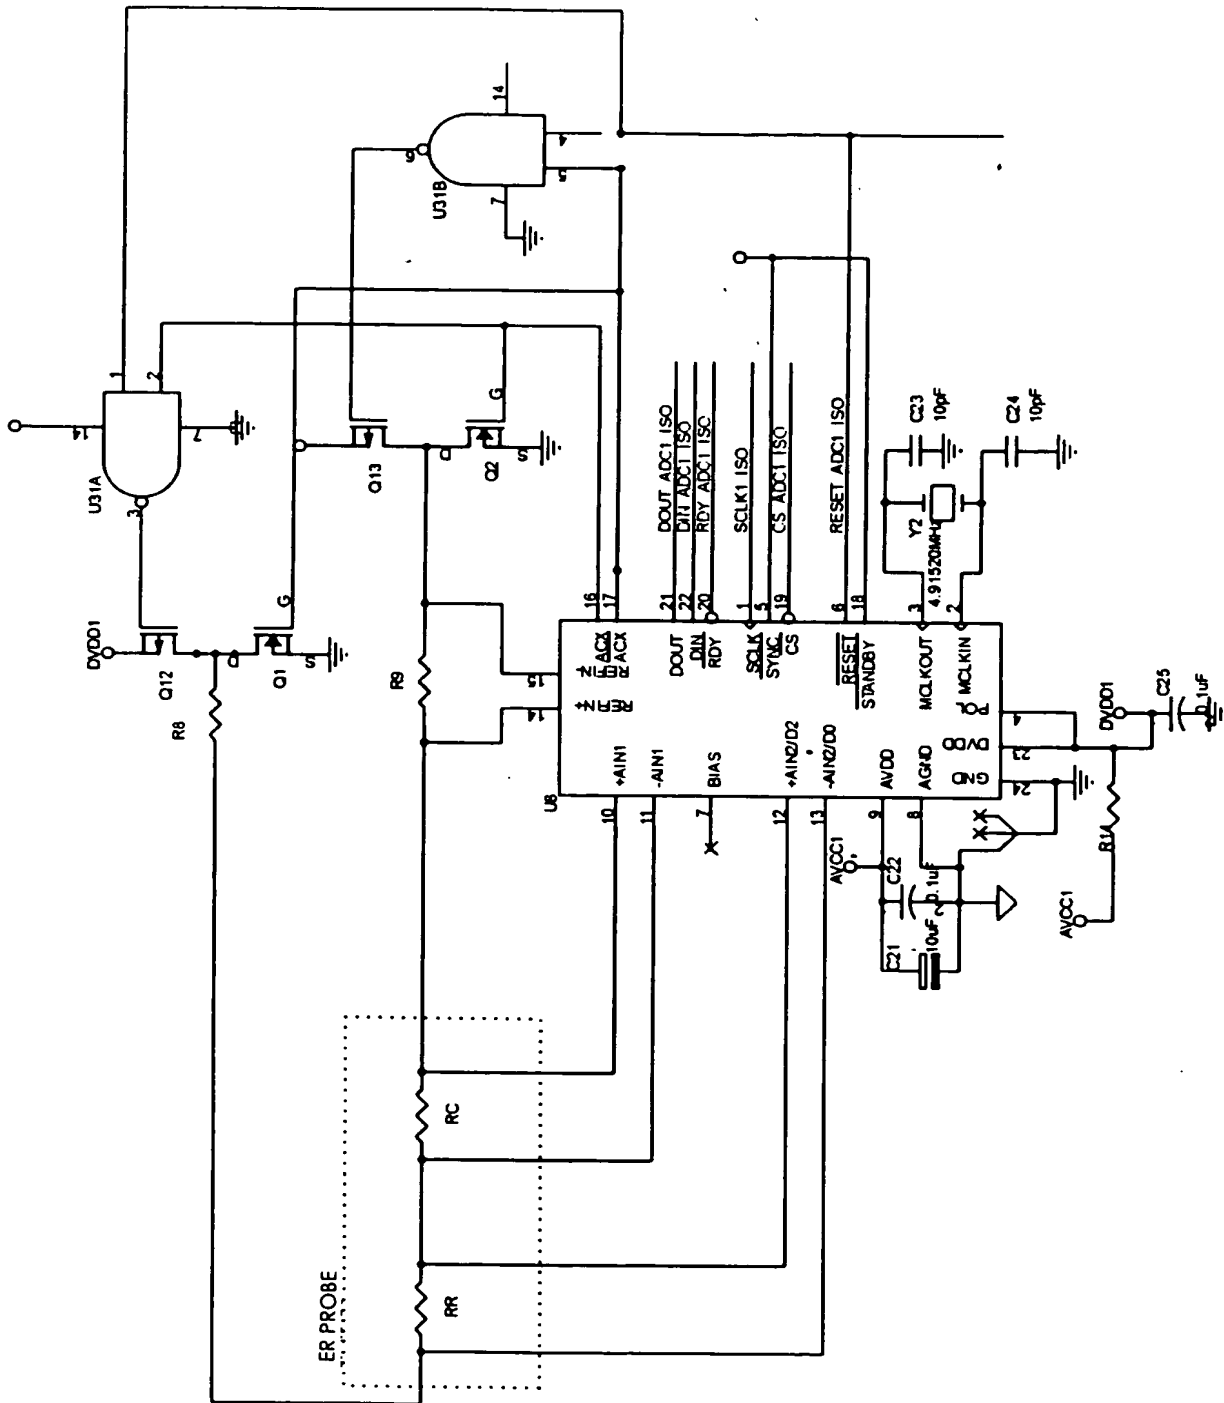 1
2
14
7
3
U31A
14
4
5
7
6
U31B
DVDD1
Q12
D
G
S
Q1
R8
Q13
D
G
S
Q2
R9
DOUT ADC1 ISO
DIN ADC1 ISO
RDY ADC1 ISO
SCLK1 ISO
CS ADC1 ISO
RESET ADC1 ISO
C23
10pF
C24
10pF
Y2
4.91520MHz
16
17
21
22
20
1
5
19
6
18
3
2
15
14
REFIN-
REFIN+
ACX
ACX
DOUT
DIN
RDY
SCLK
SYNC
CS
RESET
STANDBY
MCLKOUT
MCLKIN
+AIN1
-AIN1
BIAS
+AIN2/D2
-AIN2/D0
AVDD
AGND
POL
DVDD
GND
4
23
24
U8
10
11
7
12
13
9
8
DVDD1
C25
0.1uF
R14
AVCC1
AVCC1
C22
0.1uF
2
C21
10uF
ER PROBE
RC
RR